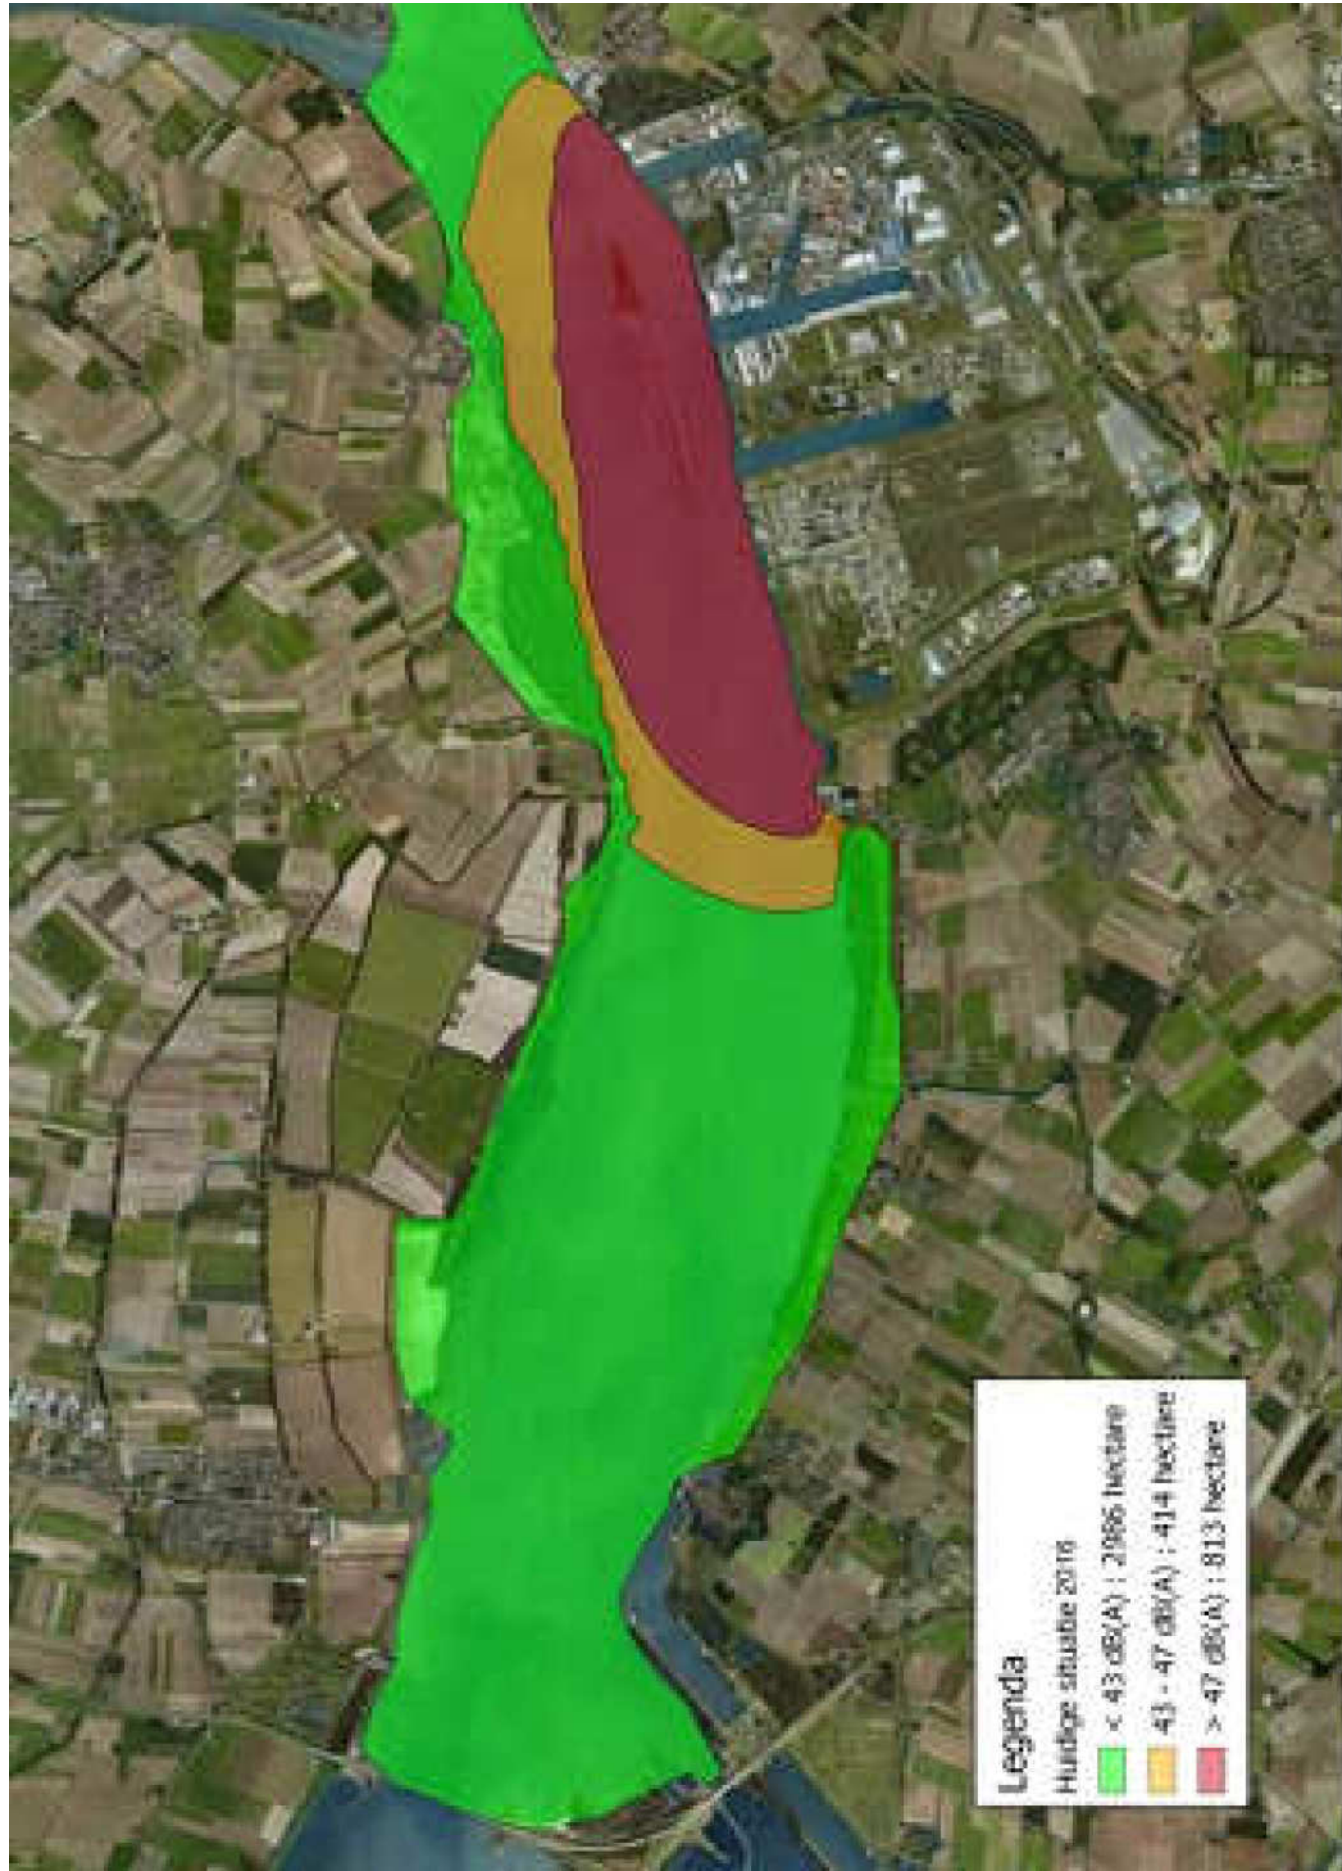 Legenda
Huidige situatie 2016
< 43 dB(A) : 2986 hectare
43 - 47 dB(A) : 414 hectare
> 47 dB(A) : 813 hectare